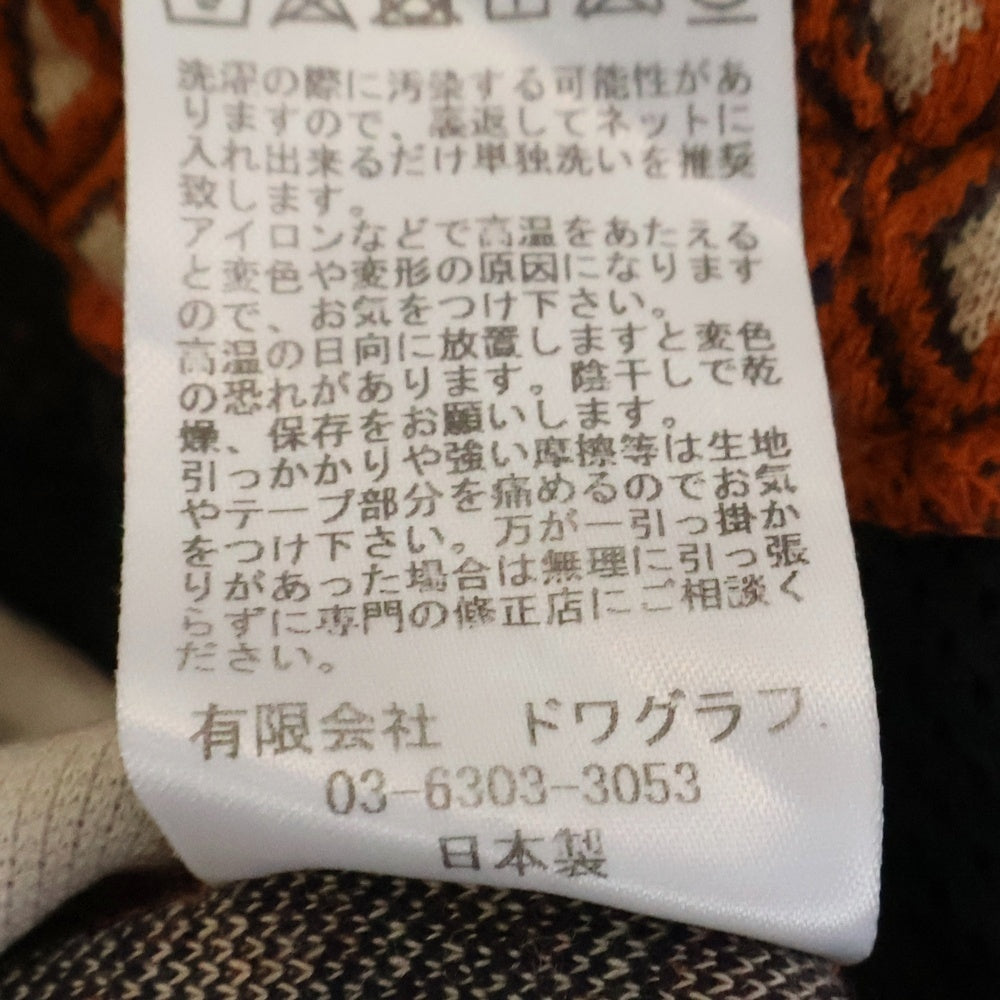 洗濯の際に汚染する可能性があ
りますので、裏返してネットに
入れ出来るだけ単独洗いを推奨
致します。
アイロンなどで高温をあたえる
と変色や変形の原因になります
ので、お気をつけ下さい。
高温の日向に放置しますと変色
の恐れがあります。陰干しで乾
燥、保存をお願いします。
引っかかりや強い摩擦等は生地
やテープ部分を痛めるのでお気
をつけ下さい。万が一引っ掛か
りがあった場合は無理に引っ張
らずに専門の修正店にご相談く
ださい。
有限会社　ドワグラフ
03-6303-3053
日本製